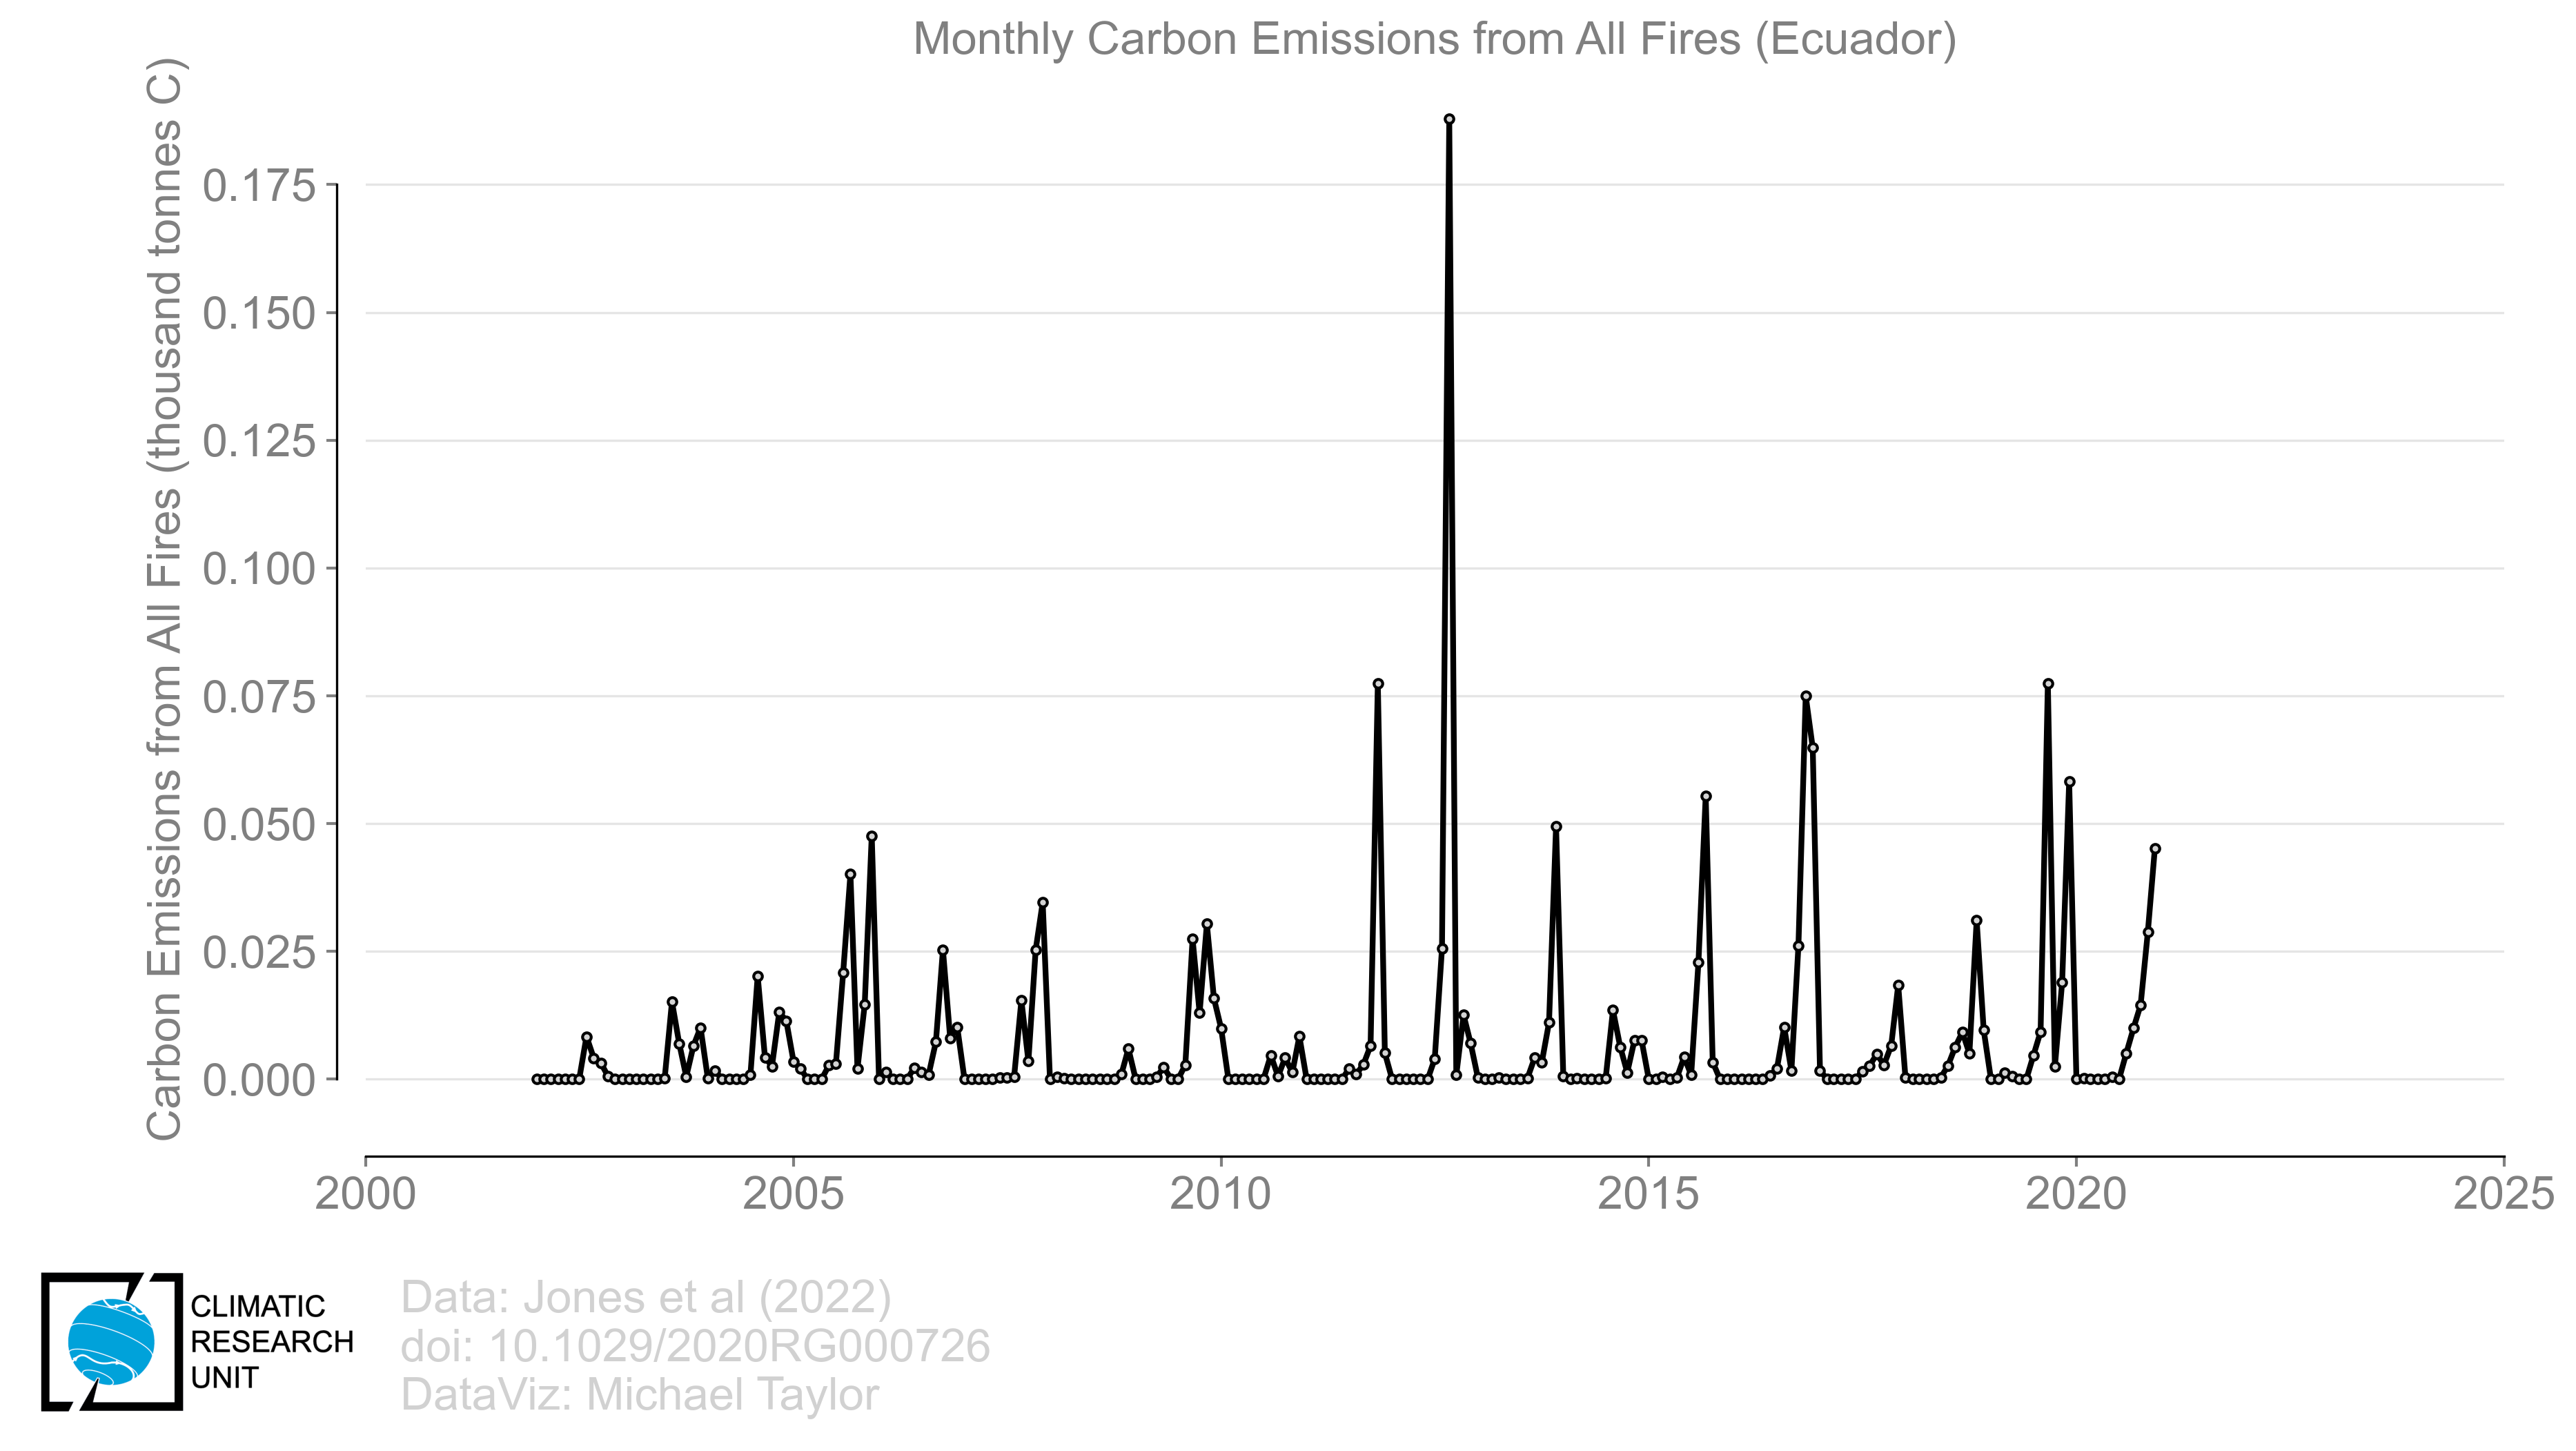 Monthly Carbon Emissions from All Fires (Ecuador)
Carbon Emissions from All Fires (thousand tonnes C)
0.175
0.150
0.125
0.100
0.075
0.050
0.025
0.000
2000
2005
2010
2015
2020
2025
CLIMATIC
RESEARCH
UNIT
Data: Jones et al (2022)
doi: 10.1029/2020RG000726
DataViz: Michael Taylor